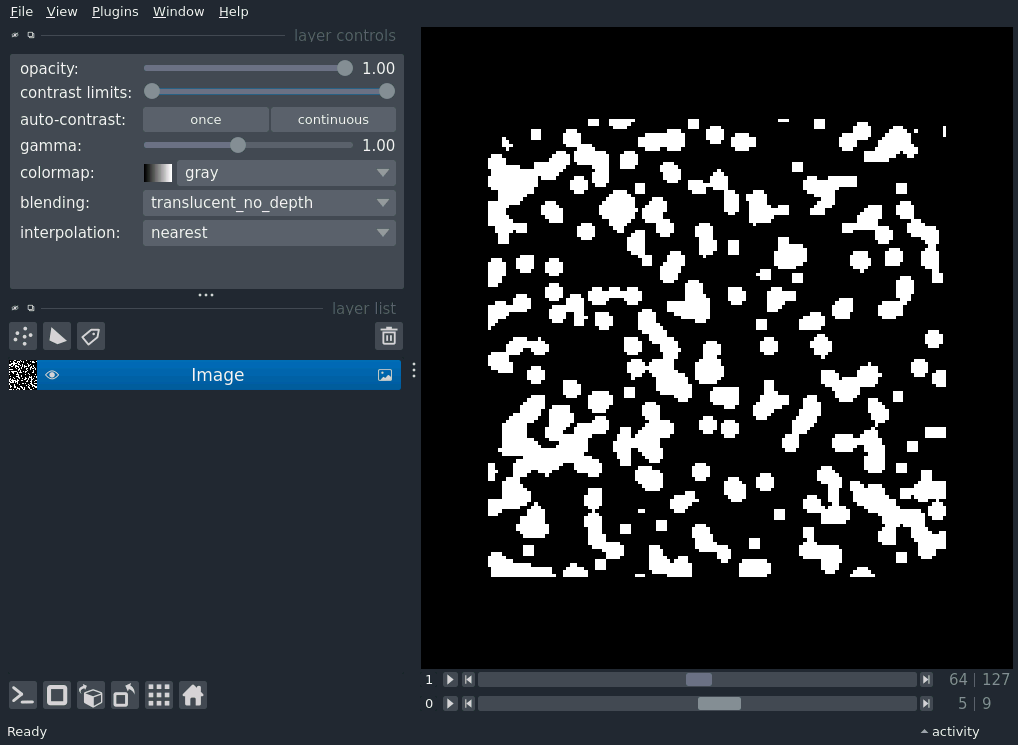 File View Plugins Window Help
layer controls
opacity: 1.00
contrast limits:
auto-contrast: once continuous
gamma: 1.00
colormap: gray
blending: translucent_no_depth
interpolation: nearest
layer list
Image
1 64 | 127
0 5 | 9
Ready activity